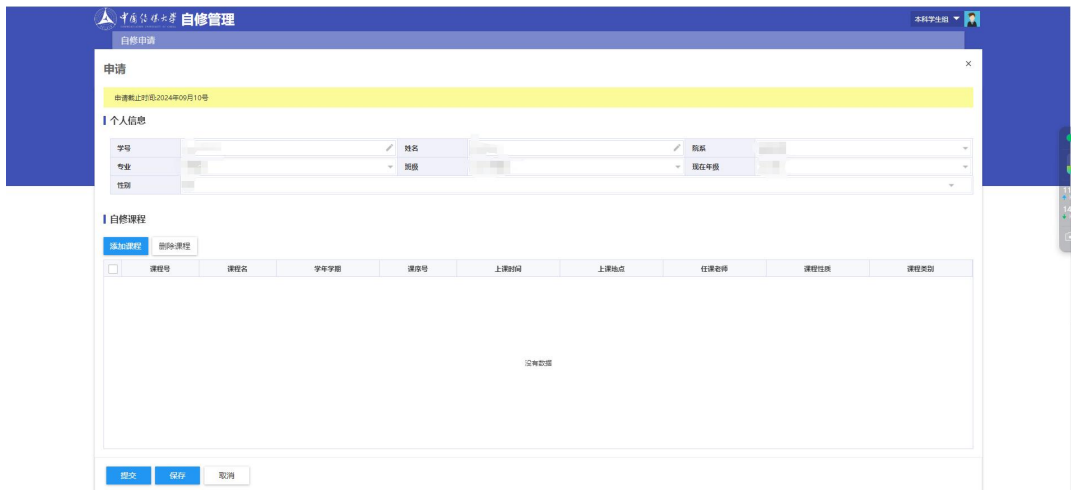 中国传媒大学 自修管理 本科学生组
自修申请
申请 ×
申请截止时间:2024年09月10号
个人信息
学号 姓名 院系
专业 班级 现在年级
性别
自修课程
添加课程 删除课程
课程号 课程名 学年学期 课序号 上课时间 上课地点 任课老师 课程性质 课程类别
没有数据
提交 保存 取消